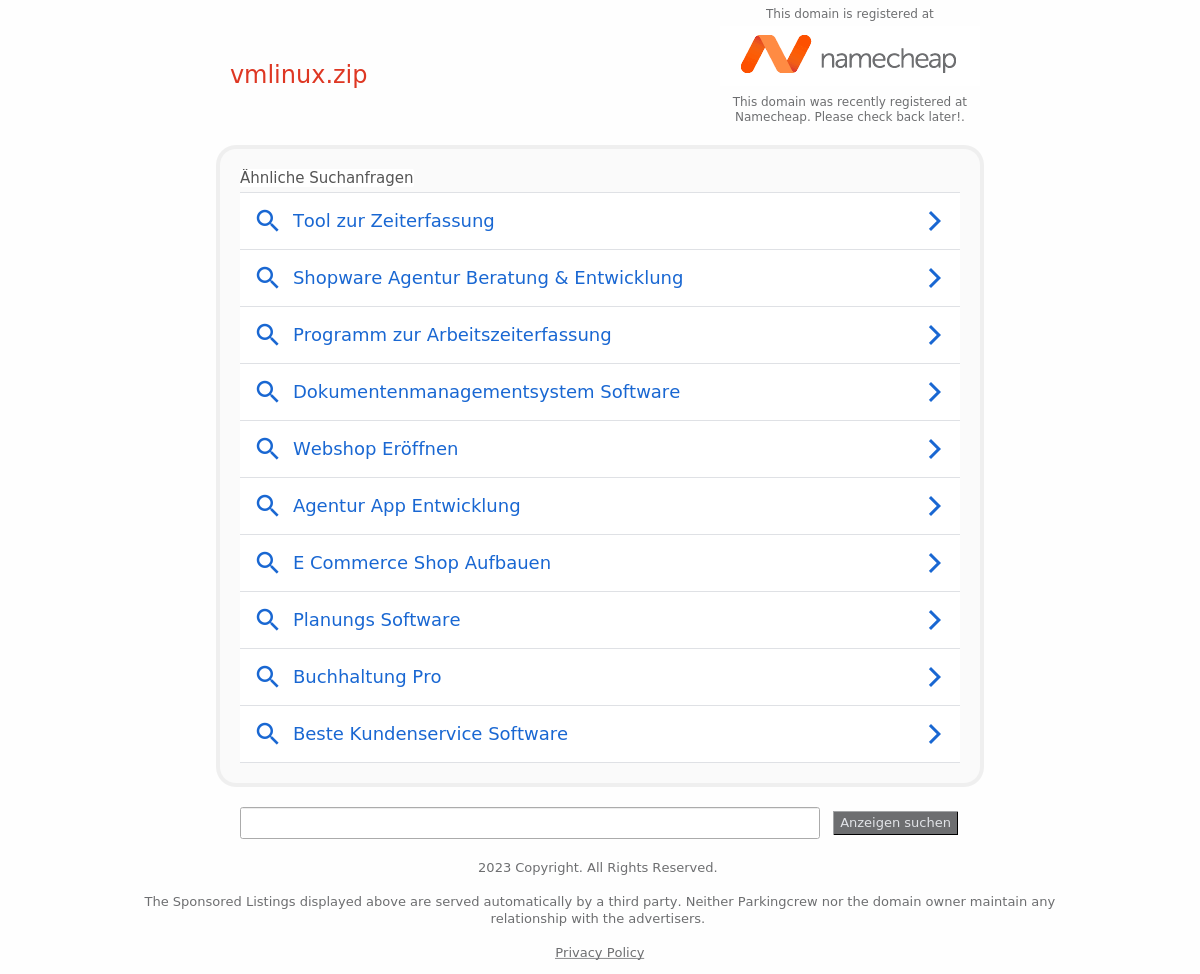 This domain is registered at
namecheap
vmlinux.zip
This domain was recently registered at
Namecheap. Please check back later!.
Ähnliche Suchanfragen
Tool zur Zeiterfassung
Shopware Agentur Beratung & Entwicklung
Programm zur Arbeitszeiterfassung
Dokumentenmanagementsystem Software
Webshop Eröffnen
Agentur App Entwicklung
E Commerce Shop Aufbauen
Planungs Software
Buchhaltung Pro
Beste Kundenservice Software
Anzeigen suchen
2023 Copyright. All Rights Reserved.
The Sponsored Listings displayed above are served automatically by a third party. Neither Parkingcrew nor the domain owner maintain any
relationship with the advertisers.
Privacy Policy